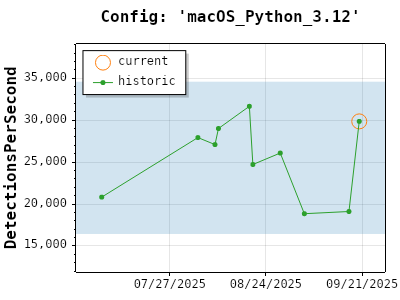 Config: 'macOS_Python_3.12'
current
historic
DetectionsPerSecond
35,000
30,000
25,000
20,000
15,000
07/27/2025
08/24/2025
09/21/2025